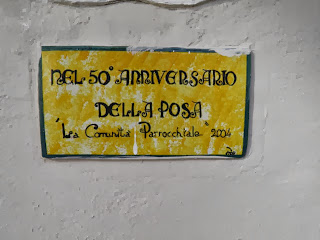 NEL 50° ANNIVERSARIO
DELLA POSA
"La Comunità Parrocchiale" 2004